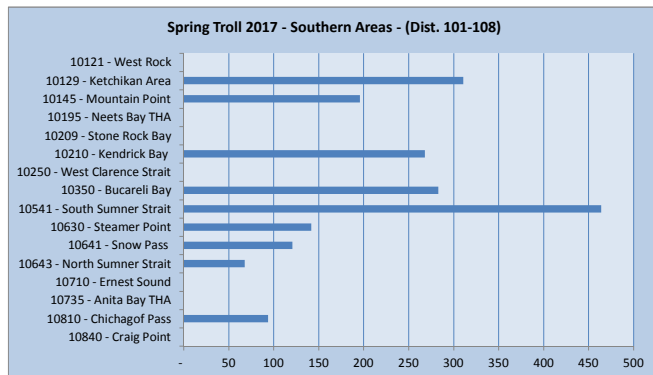 Spring Troll 2017 - Southern Areas - (Dist. 101-108)
10121 - West Rock
10129 - Ketchikan Area
10145 - Mountain Point
10195 - Neets Bay THA
10209 - Stone Rock Bay
10210 - Kendrick Bay
10250 - West Clarence Strait
10350 - Bucareli Bay
10541 - South Sumner Strait
10630 - Steamer Point
10641 - Snow Pass
10643 - North Sumner Strait
10710 - Ernest Sound
10735 - Anita Bay THA
10810 - Chichagof Pass
10840 - Craig Point
- 50 100 150 200 250 300 350 400 450 500